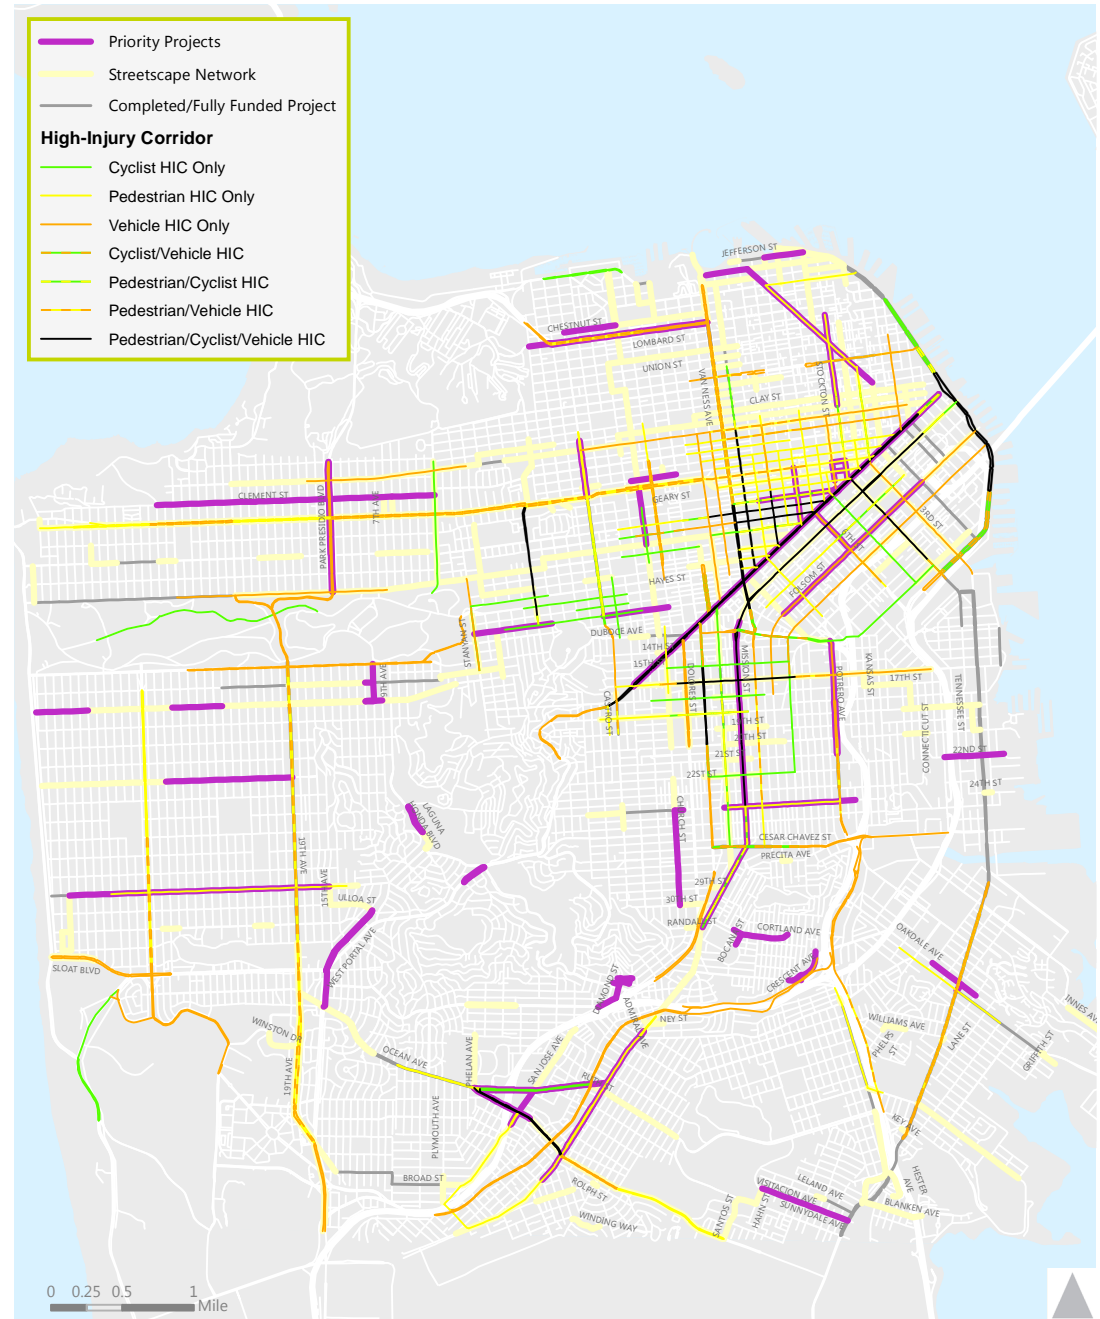 Priority Projects
Streetscape Network
Completed/Fully Funded Project
High-Injury Corridor
Cyclist HIC Only
Pedestrian HIC Only
Vehicle HIC Only
Cyclist/Vehicle HIC
Pedestrian/Cyclist HIC
Pedestrian/Vehicle HIC
Pedestrian/Cyclist/Vehicle HIC
JEFFERSON ST
CHESTNUT ST
LOMBARD ST
UNION ST
VAN NESS AVE
STOCKTON ST
CLAY ST
CLEMENT ST
PARK PRESIDIO BLVD
7TH AVE
GEARY ST
3RD ST
6TH ST
FOLSOM ST
HAYES ST
STANYAN ST
DUBOCE AVE
14TH ST
15TH ST
9TH AVE
CASTRO ST
DOLORES ST
MISSION ST
POTRERO AVE
KANSAS ST
17TH ST
CONNECTICUT ST
TENNESSEE ST
19TH ST
20TH ST
21ST ST
22ST ST
22ND ST
24TH ST
LAGUNA
HONDA BLVD
CHURCH ST
CESAR CHAVEZ ST
PRECITA AVE
19TH AVE
15TH AVE
ULLOA ST
29TH ST
30TH ST
RANDALL ST
BOCANA ST
CORTLAND AVE
CRESCENT AVE
OAKDALE AVE
WEST PORTAL AVE
SLOAT BLVD
DIAMOND ST
ADMIRAL AVE
NEY ST
WILLIAMS AVE
PHELPS
ST
LANE ST
GRIFFITH ST
INNES AVE
WINSTON DR
OCEAN AVE
PHELAN AVE
SAN JOSE AVE
19TH AVE
PLYMOUTH AVE
KEY AVE
BROAD ST
ROLPH ST
WINDING WAY
SANTOS ST
HAHN ST
LELAND AVE
VISITACION AVE
SUNNYDALE AVE
HESTER
AVE
BLANKEN AVE
0 0.25 0.5 1
Mile